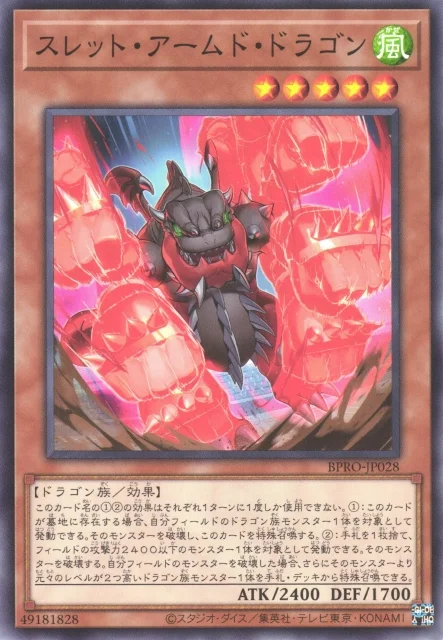 スレット・アームド・ドラゴン
風
BPRO-JP028
【ドラゴン族／効果】
このカード名の①②の効果はそれぞれ1ターンに1度しか使用できない。①：このカード
が墓地に存在する場合、自分フィールドのドラゴン族モンスター1体を対象として
発動できる。そのモンスターを破壊し、このカードを特殊召喚する。②：手札を1枚捨て、
フィールドの攻撃力2400以下のモンスター1体を対象として発動できる。そのモンス
ターを破壊する。自分フィールドのモンスターを破壊した場合、さらにそのモンスターより
元々のレベルが2つ高いドラゴン族モンスター1体を手札・デッキから特殊召喚できる。
ATK/2400 DEF/1700
49181828
©スタジオ・ダイス／集英社・テレビ東京・KONAMI